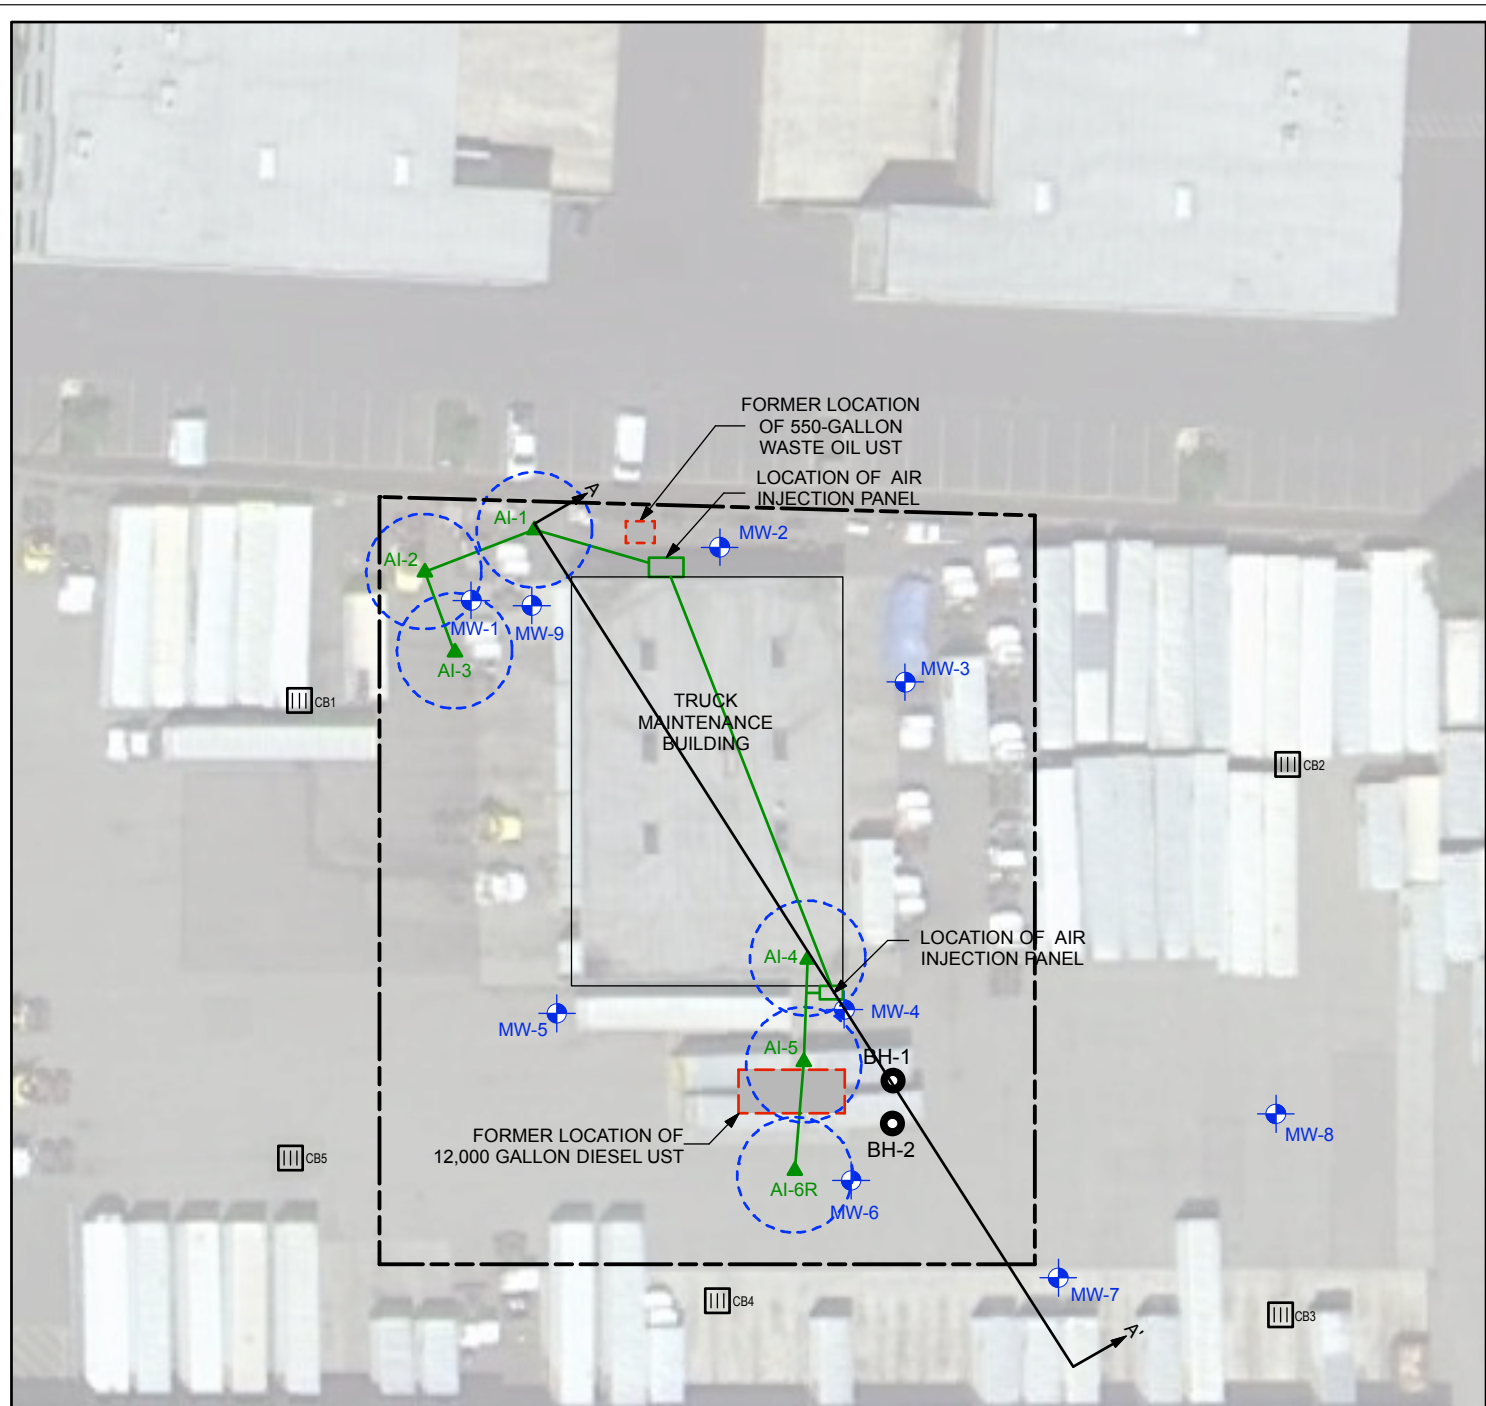 FORMER LOCATION
OF 550-GALLON
WASTE OIL UST
LOCATION OF AIR
INJECTION PANEL
A
AI-1
MW-2
AI-2
MW-1
MW-9
AI-3
MW-3
CB1
TRUCK
MAINTENANCE
BUILDING
CB2
LOCATION OF AIR
INJECTION PANEL
AI-4
MW-4
MW-5
AI-5
BH-1
BH-2
FORMER LOCATION OF
12,000 GALLON DIESEL UST
MW-8
CB5
AI-6R
MW-6
MW-7
CB4
CB3
A'